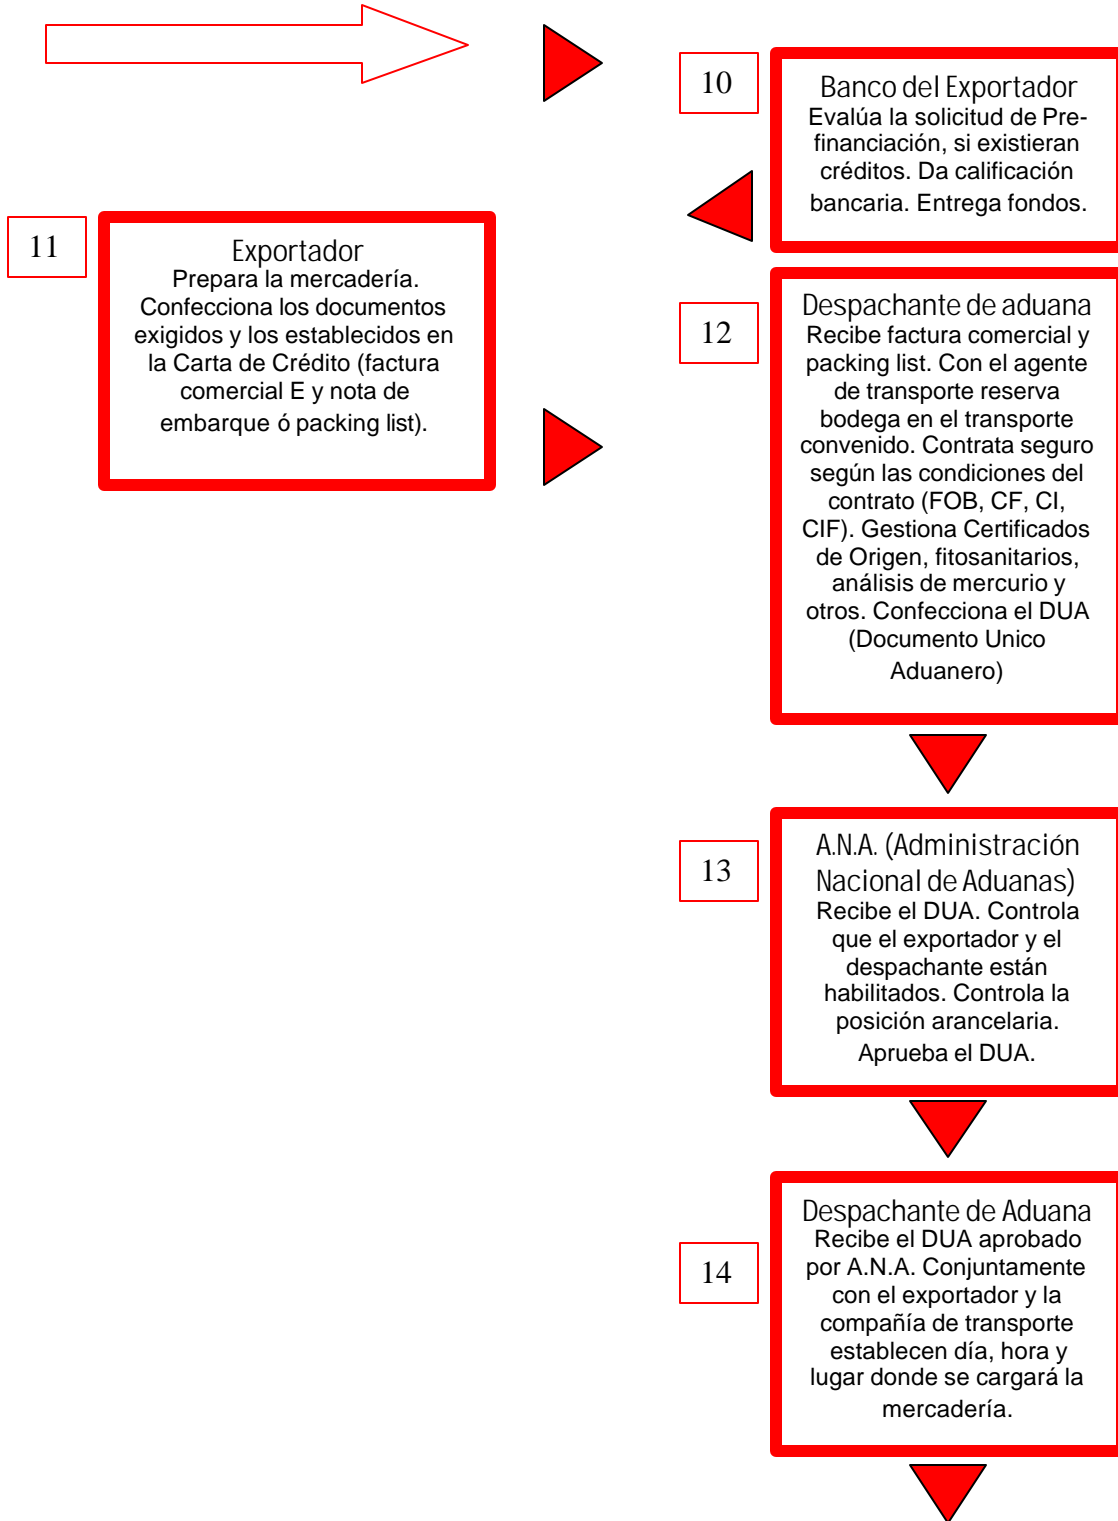 10
Banco del Exportador
Evalúa la solicitud de Pre-
financiación, si existieran
créditos. Da calificación
bancaria. Entrega fondos.
11
Exportador
Prepara la mercadería.
Confecciona los documentos
exigidos y los establecidos en
la Carta de Crédito (factura
comercial E y nota de
embarque ó packing list).
12
Despachante de aduana
Recibe factura comercial y
packing list. Con el agente
de transporte reserva
bodega en el transporte
convenido. Contrata seguro
según las condiciones del
contrato (FOB, CF, CI,
CIF). Gestiona Certificados
de Origen, fitosanitarios,
análisis de mercurio y
otros. Confecciona el DUA
(Documento Unico
Aduanero)
13
A.N.A. (Administración
Nacional de Aduanas)
Recibe el DUA. Controla
que el exportador y el
despachante están
habilitados. Controla la
posición arancelaria.
Aprueba el DUA.
14
Despachante de Aduana
Recibe el DUA aprobado
por A.N.A. Conjuntamente
con el exportador y la
compañía de transporte
establecen día, hora y
lugar donde se cargará la
mercadería.